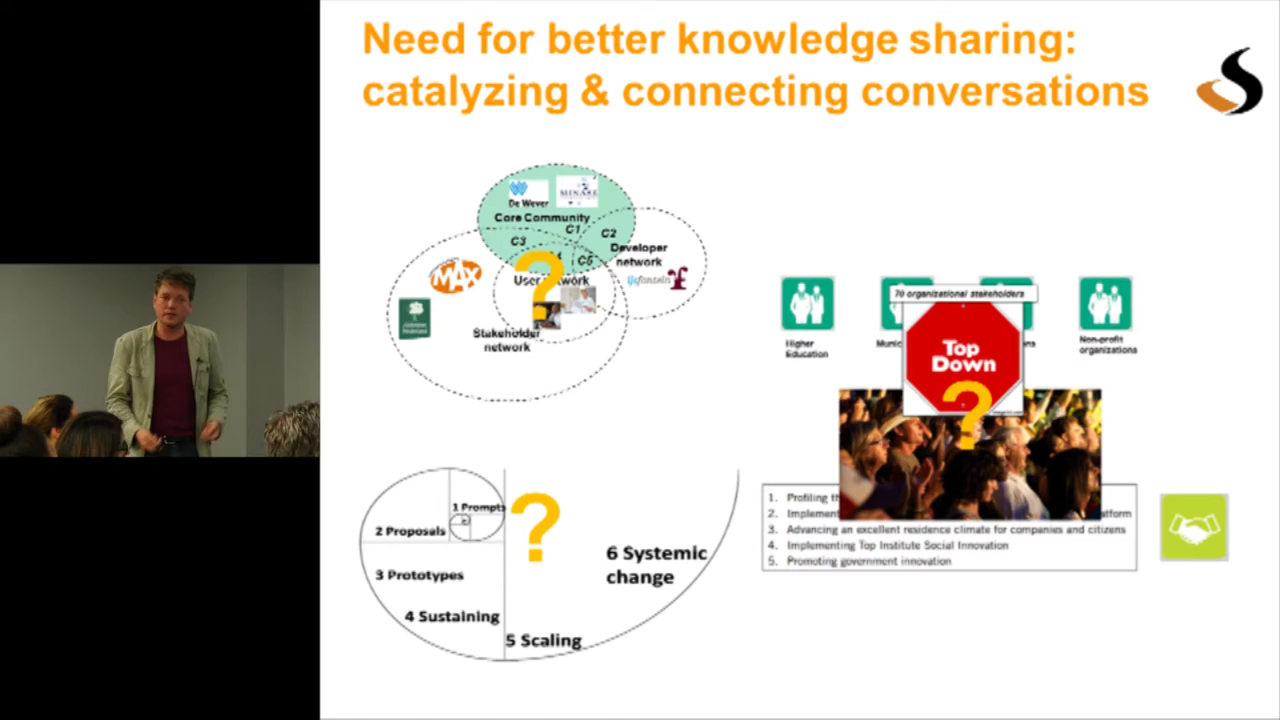 Need for better knowledge sharing:
catalyzing & connecting conversations
De Wever
Core Community
C1
C2
C3
C5
Developer
network
MAX
User
Stakeholder
network
70 organizational stakeholders
Higher
Education
Non-profit
organizations
Top
Down
1 Prompts
2 Proposals
3 Prototypes
4 Sustaining
5 Scaling
6 Systemic
change
1. Profiling
2.
3. Advancing an excellent residence climate for companies and citizens
4. Implementing Top Institute Social Innovation
5. Promoting government innovation